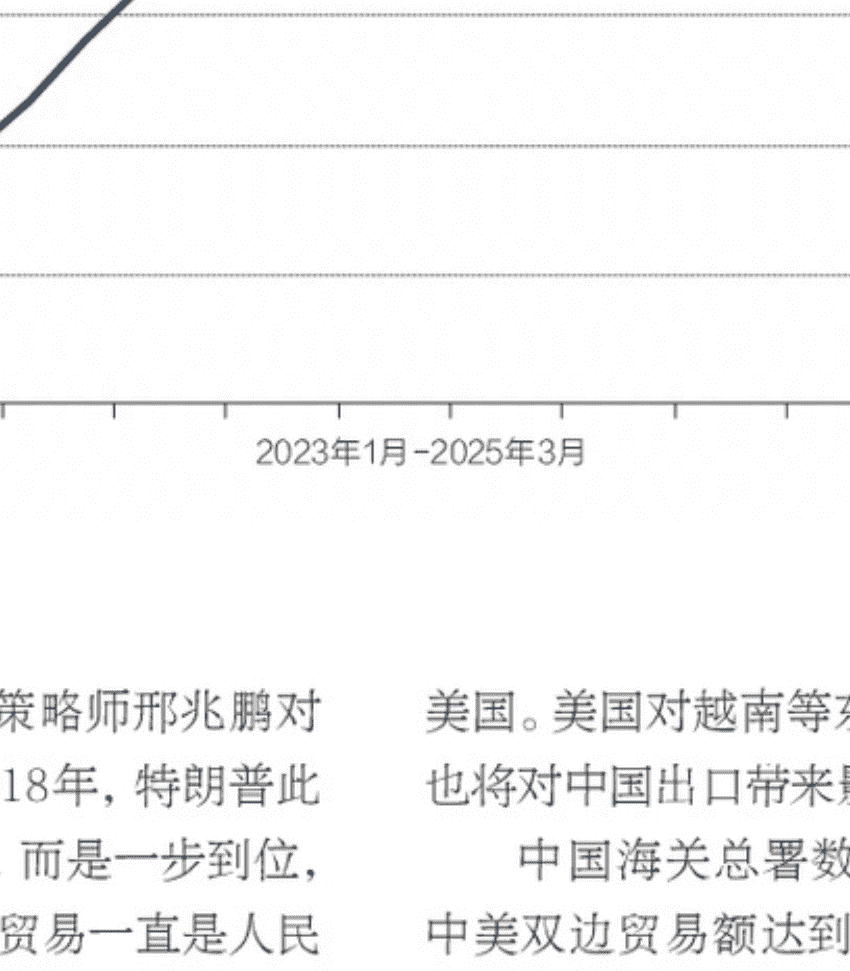 2023年1月-2025年3月
策略师邢兆鹏对
18年，特朗普此
而是一步到位，
贸易一直是人民
美国。美国对越南等东
也将对中国出口带来影
中国海关总署数
中美双边贸易额达到